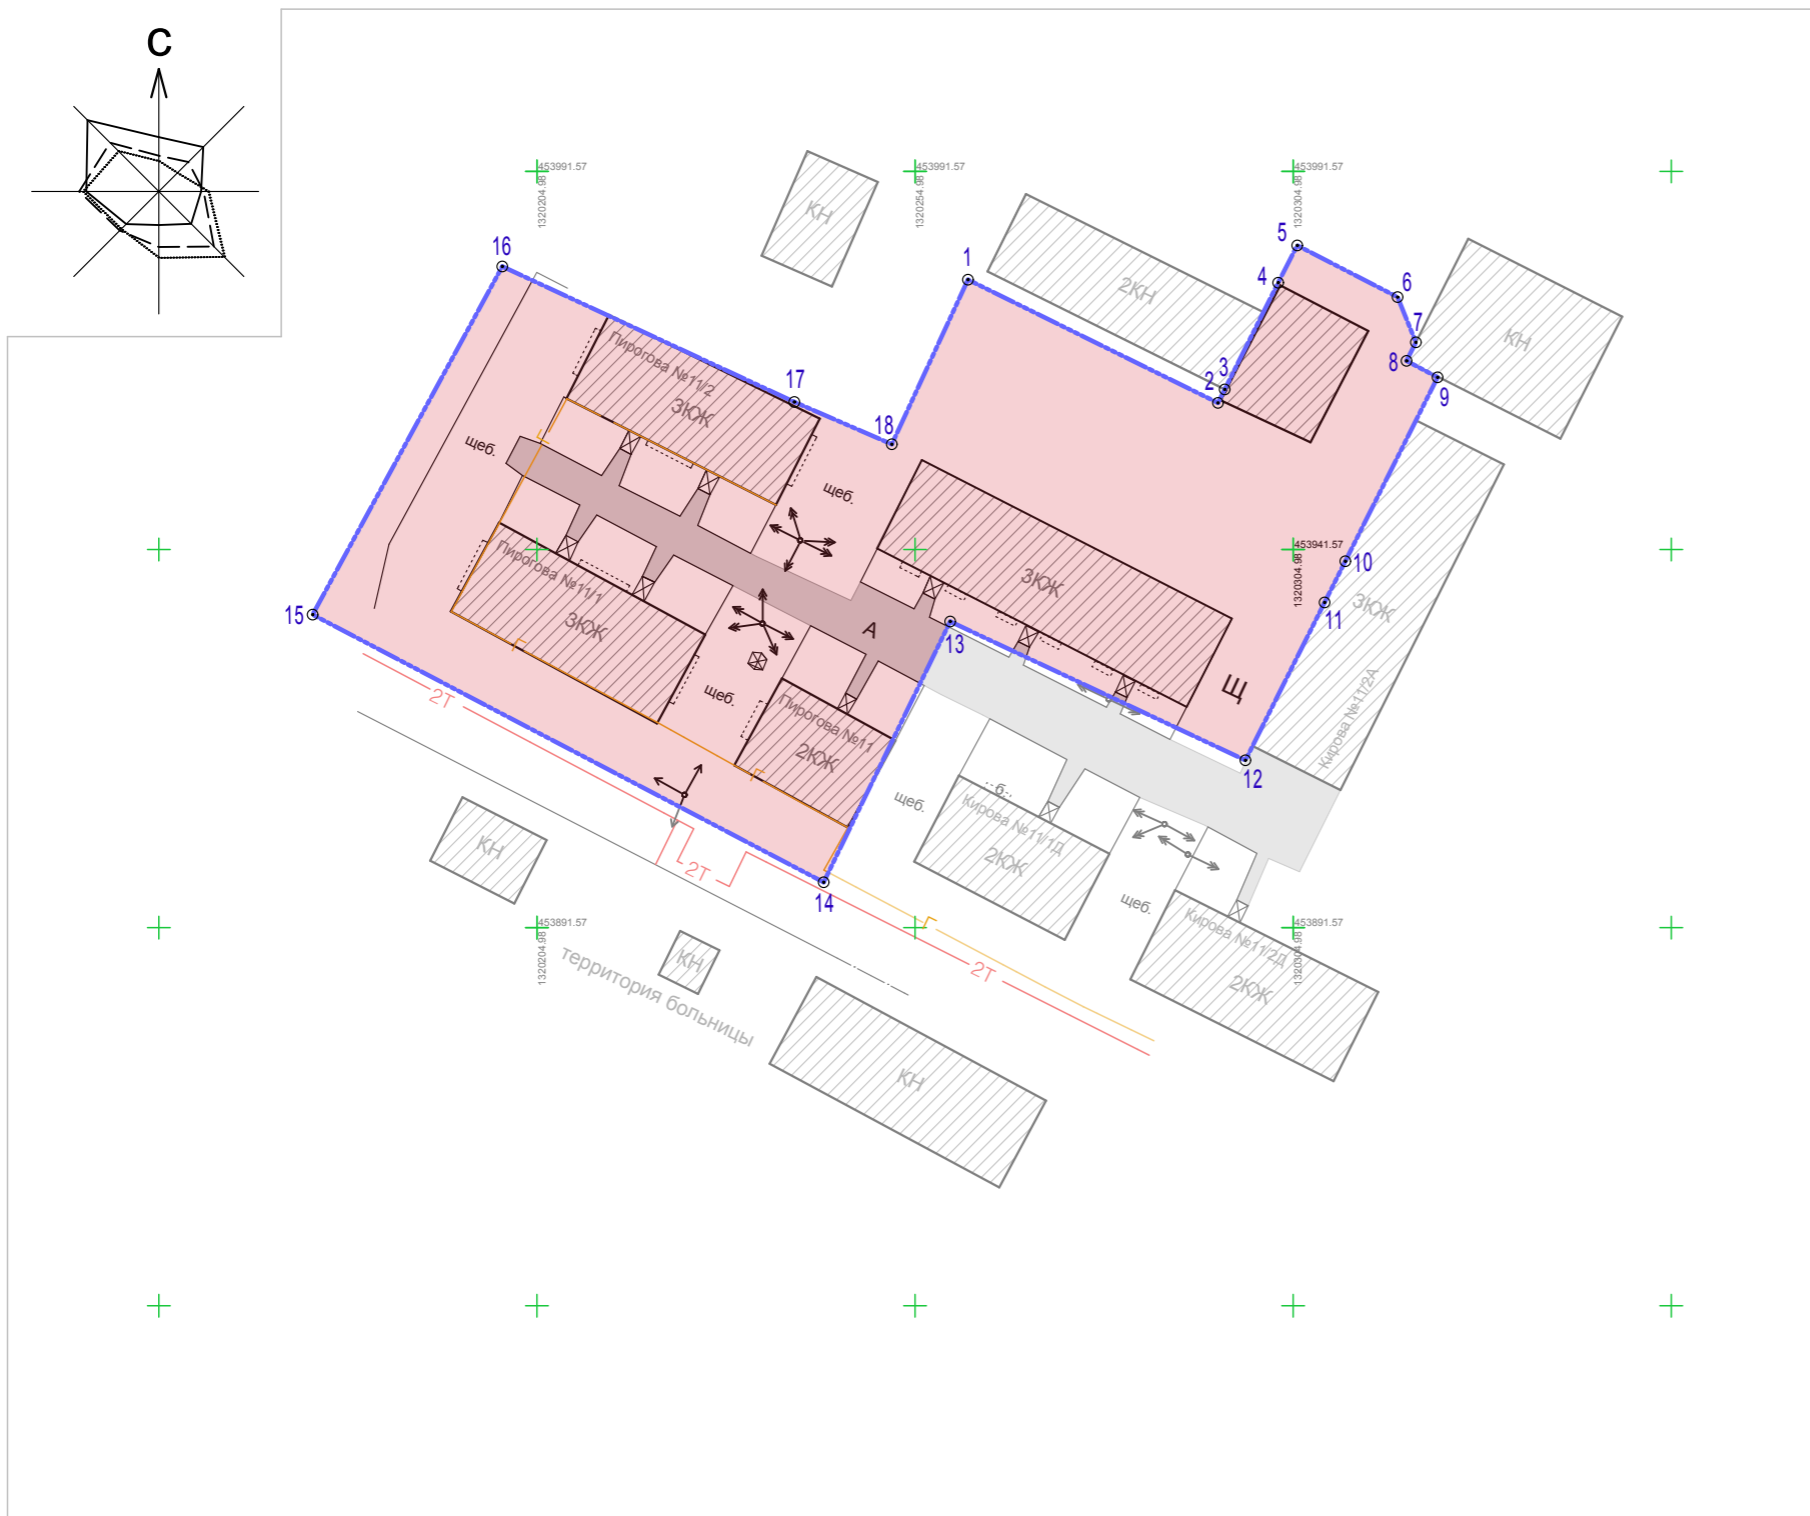 С
453991.57
1320204.98
453991.57
1320254.98
453991.57
1320304.98
КН
2КН
КН
16
1
5
4
6
7
8
3
2
9
17
18
Пирогова №11/2
3КЖ
щеб.
щеб.
Пирогова №11/1
3КЖ
А
щеб.
3КЖ
453941.57
1320304.98
10
11
3КЖ
Кирова №11/2А
Щ
12
13
15
Пирогова №11
2КЖ
2Т
2Т
14
щеб.
б
Кирова №11/1Д
2КЖ
щеб.
Кирова №11/2Д
2КЖ
КН
453891.57
1320204.98
453891.57
1320304.98
Г
Г
Г
Г
2Т
КН
территория больницы
КН